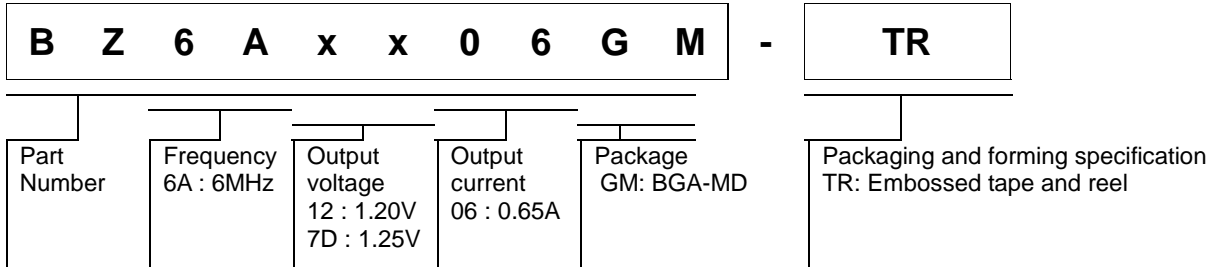 B Z 6 A x x 0 6 G M - TR
Part Number
Frequency
6A : 6MHz
Output voltage
12 : 1.20V
7D : 1.25V
Output current
06 : 0.65A
Package
GM: BGA-MD
Packaging and forming specification
TR: Embossed tape and reel